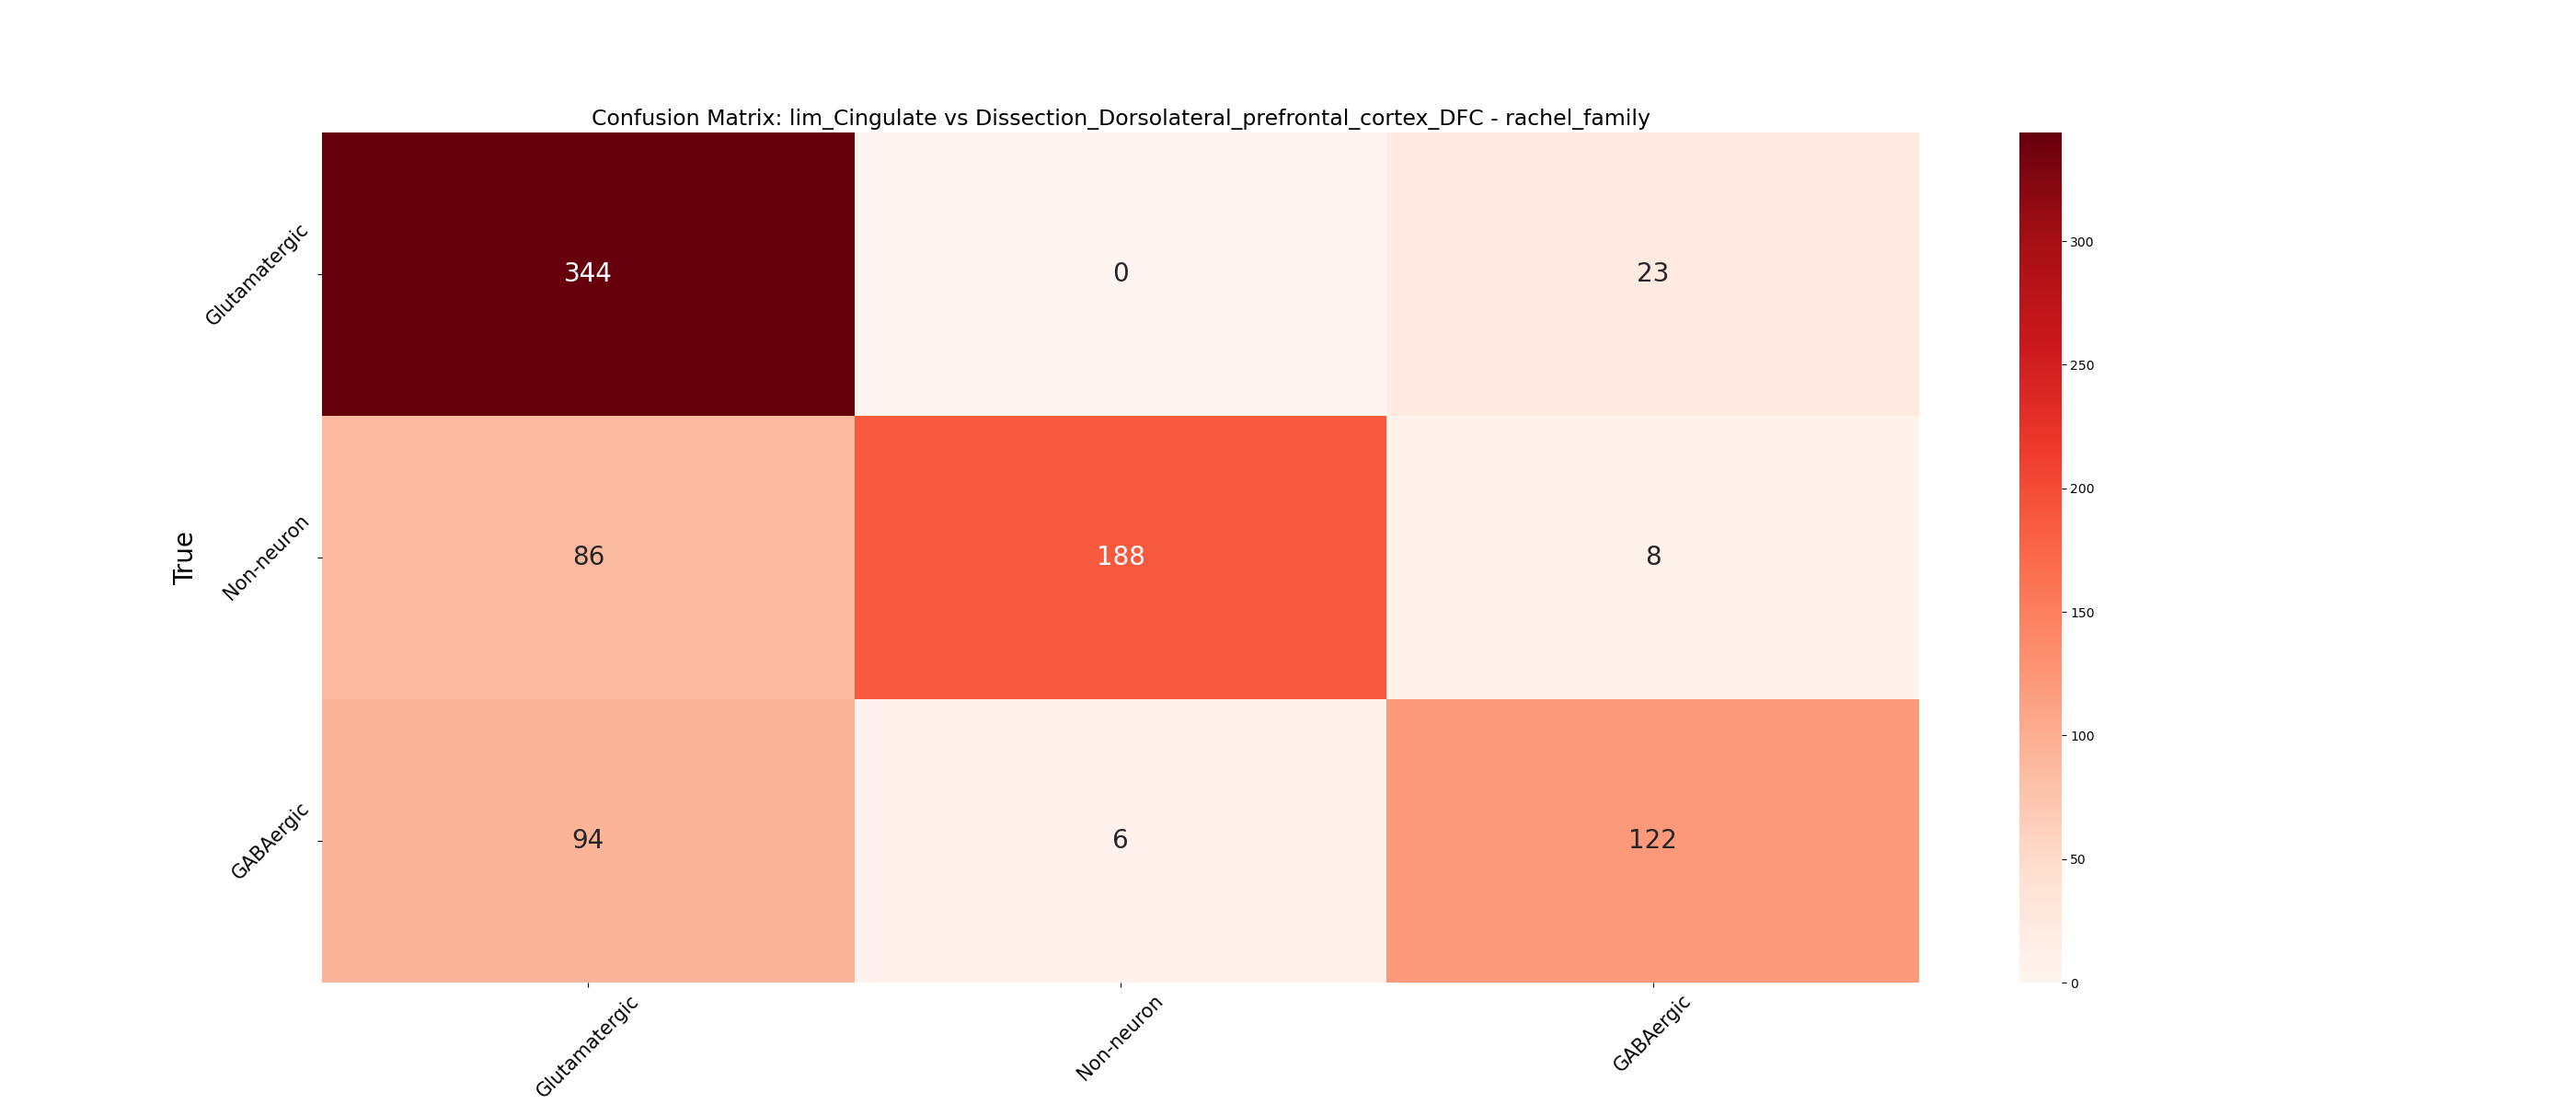 Confusion Matrix: lim_Cingulate vs Dissection_Dorsolateral_prefrontal_cortex_DFC - rachel_family
Glutamatergic
344
0
23
300
250
Non-neuron
86
188
8
200
150
True
GABAergic
94
6
122
100
50
0
Glutamatergic
Non-neuron
GABAergic